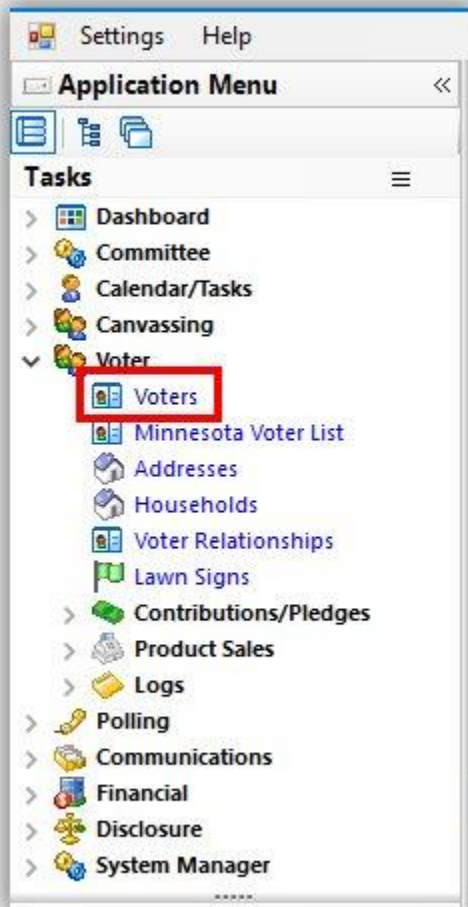 Settings Help
Application Menu
Tasks
Dashboard
Committee
Calendar/Tasks
Canvassing
Voter
Voters
Minnesota Voter List
Addresses
Households
Voter Relationships
Lawn Signs
Contributions/Pledges
Product Sales
Logs
Polling
Communications
Financial
Disclosure
System Manager